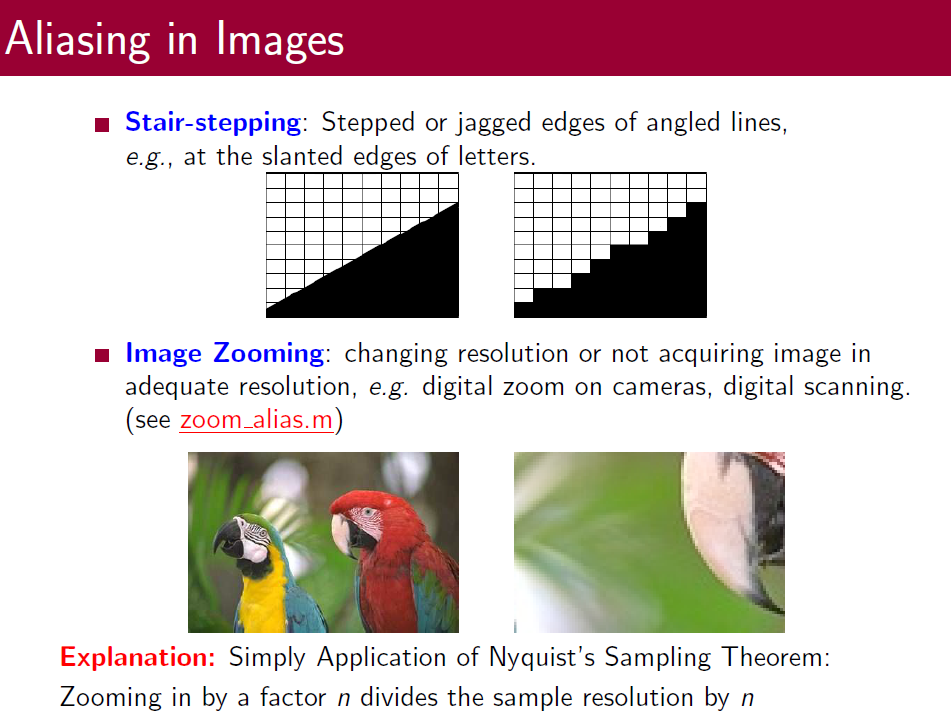 Aliasing in Images
Stair-stepping: Stepped or jagged edges of angled lines,
e.g., at the slanted edges of letters.
Image Zooming: changing resolution or not acquiring image in
adequate resolution, e.g. digital zoom on cameras, digital scanning.
(see zoom_alias.m)
Explanation: Simply Application of Nyquist's Sampling Theorem:
Zooming in by a factor n divides the sample resolution by n